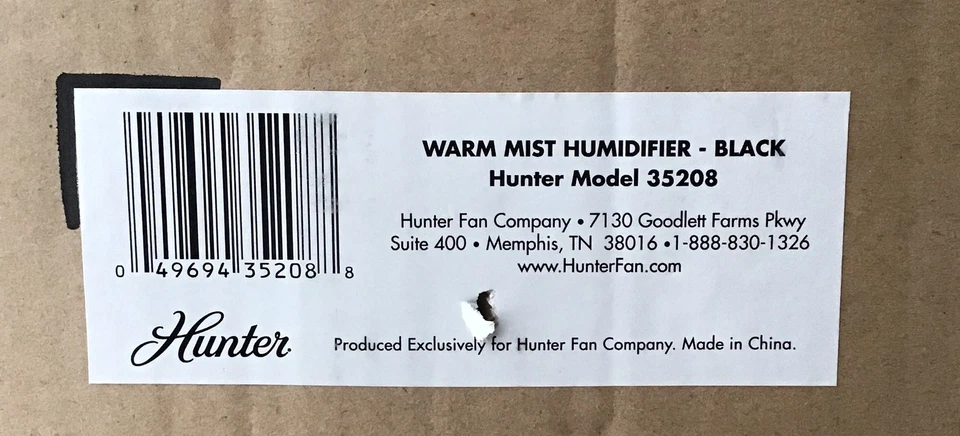 WARM MIST HUMIDIFIER - BLACK
Hunter Model 35208
Hunter Fan Company • 7130 Goodlett Farms Pkwy
Suite 400 • Memphis, TN 38016 •1-888-830-1326
www.HunterFan.com
0 49694 35208 8
Hunter
Produced Exclusively for Hunter Fan Company. Made in China.